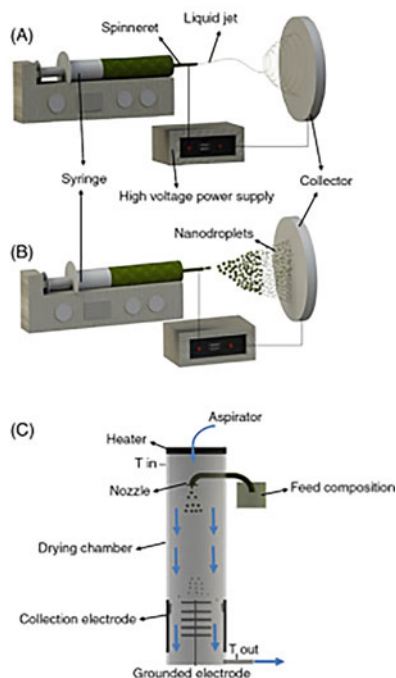 (A)
Spinneret
Liquid jet
Syringe
High voltage power supply
Collector
(B)
Nanodroplets
(C)
Aspirator
Heater
T in
Nozzle
Feed composition
Drying chamber
Collection electrode
T out
Grounded electrode